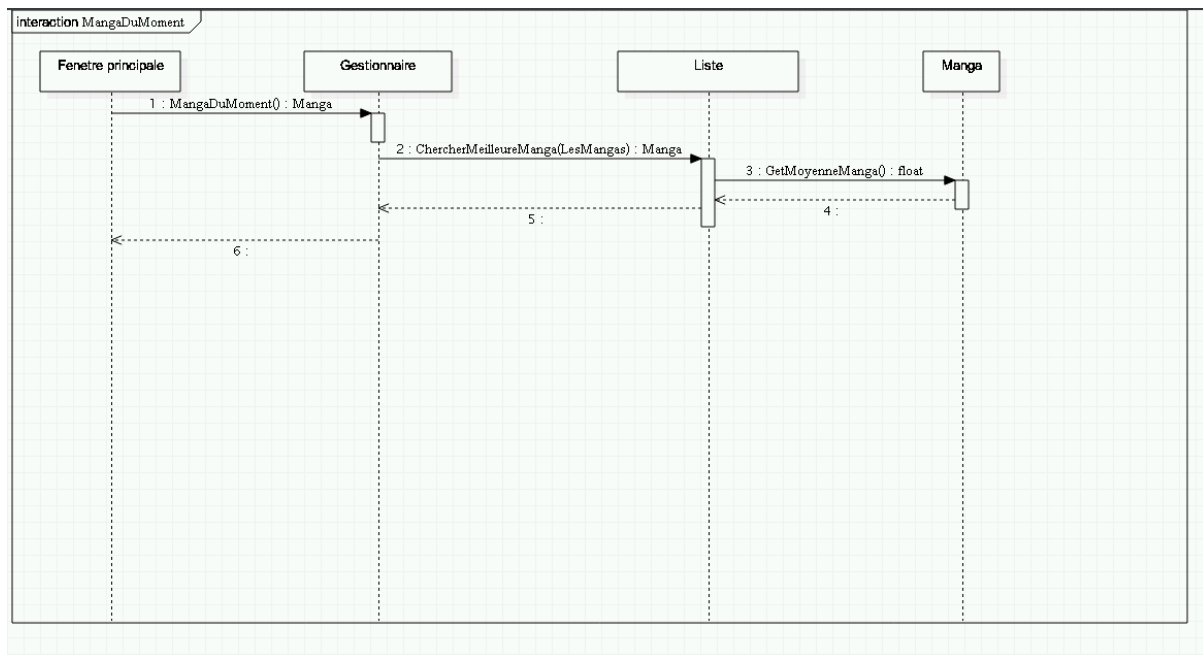 interaction MangaDuMoment
Fenetre principale
Gestionnaire
Liste
Manga
1 : MangaDuMoment() : Manga
2 : ChercherMeilleureManga(LesMangas) : Manga
3 : GetMoyenneManga() : float
4 :
5 :
6 :